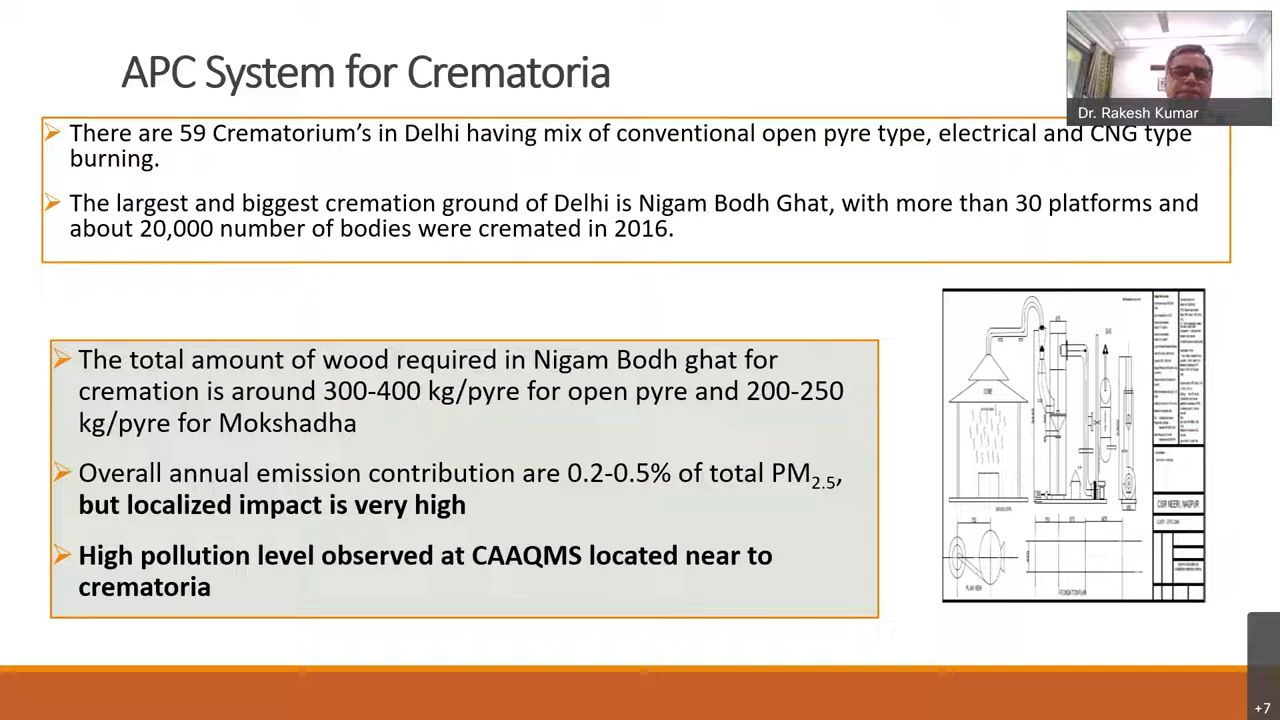 APC System for Crematoria
Dr. Rakesh Kumar
➢ There are 59 Crematorium's in Delhi having mix of conventional open pyre type, electrical and CNG type
burning.
➢ The largest and biggest cremation ground of Delhi is Nigam Bodh Ghat, with more than 30 platforms and
about 20,000 number of bodies were cremated in 2016.
➢ The total amount of wood required in Nigam Bodh ghat for
cremation is around 300-400 kg/pyre for open pyre and 200-250
kg/pyre for Mokshadha
➢ Overall annual emission contribution are 0.2-0.5% of total PM2.5,
but localized impact is very high
➢ High pollution level observed at CAAQMS located near to
crematoria
CONE
GAS
CSIR NEERI, NAGPUR
PLAN VIEW
FOUNDATION PLAN
+7